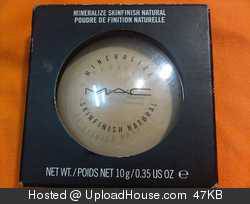 MINERALIZE SKINFINISH NATURAL
POUDRE DE FINITION NATURELLE
MINERALIZE
MAC
SKINFINISH NATURAL
NET WT. / POIDS NET 10 g / 0.35 US OZ e
Hosted @ UploadHouse.com 47KB